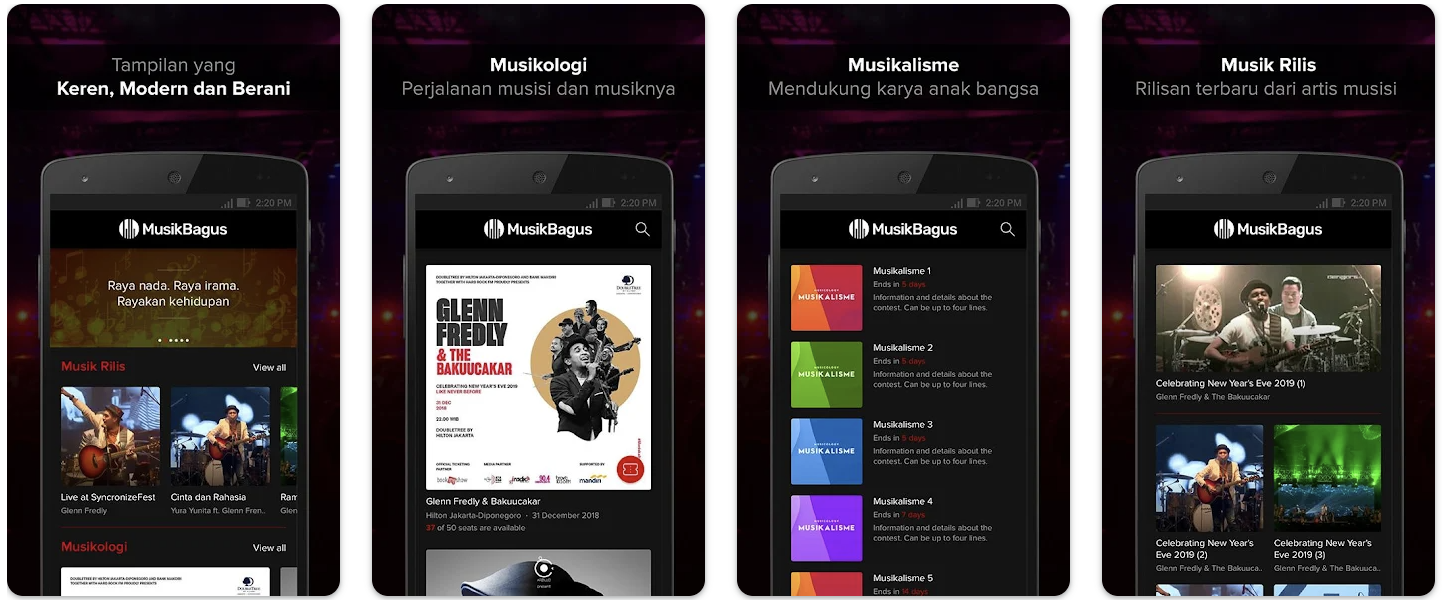 Tampilan yang
Keren, Modern dan Berani
2:20 PM
MusikBagus
Raya nada. Raya irama.
Rayakan kehidupan
Musik Rilis
View all
Live at SyncronizeFest
Glenn Fredly
Cinta dan Rahasia
Yura Yunita ft. Glenn Fren..
Ram
Glen
Musikologi
View all
DOUBLETREE BY HILTON JAKARTA-DIPONEGORO AND BANK MANDIRI
TOGETHER WITH HARD ROCK FM PROUDLY PRESENTS
Musikologi
Perjalanan musisi dan musiknya
2:20 PM
MusikBagus
DOUBLETREE BY HILTON JAKARTA-DIPONEGORO AND BANK MANDIRI
TOGETHER WITH HARD ROCK FM PROUDLY PRESENTS
DOUBLETREE
GLENN
FREDLY
& THE
BAKUUCAKAR
CELEBRATING NEW YEAR'S EVE 2019
LIKE NEVER BEFORE
31 DEC
2018
22.00 WIB
DOUBLETREE BY
HILTON JAKARTA
OFFICIAL TICKETING
PARTNER
MEDIA PARTNER
SUPPORTED BY
mandiri
Glenn Fredly & Bakuucakar
Hilton Jakarta-Diponegoro · 31 December 2018
37 of 50 seats are available
present
Musikalisme
Mendukung karya anak bangsa
2:20 PM
MusikBagus
MUSICOLOGY
MUSIKALISME
Musikalisme 1
Ends in 5 days
Information and details about the
contest. Can be up to four lines.
MUSICOLOGY
MUSIKALISME
Musikalisme 2
Ends in 5 days
Information and details about the
contest. Can be up to four lines.
MUSICOLOGY
MUSIKALISME
Musikalisme 3
Ends in 5 days
Information and details about the
contest. Can be up to four lines.
MUSICOLOGY
MUSIKALISME
Musikalisme 4
Ends in 7 days
Information and details about the
contest. Can be up to four lines.
Musikalisme 5
Ends in 14 days
Musik Rilis
Rilisan terbaru dari artis musisi
2:20 PM
MusikBagus
Celebrating New Year's Eve 2019 (1)
Glenn Fredly & The Bakuucakar
Celebrating New Year's
Eve 2019 (2)
Glenn Fredly & The Bakuuca..
Celebrating New Year's
Eve 2019 (3)
Glenn Fredly & The Bakuuca...